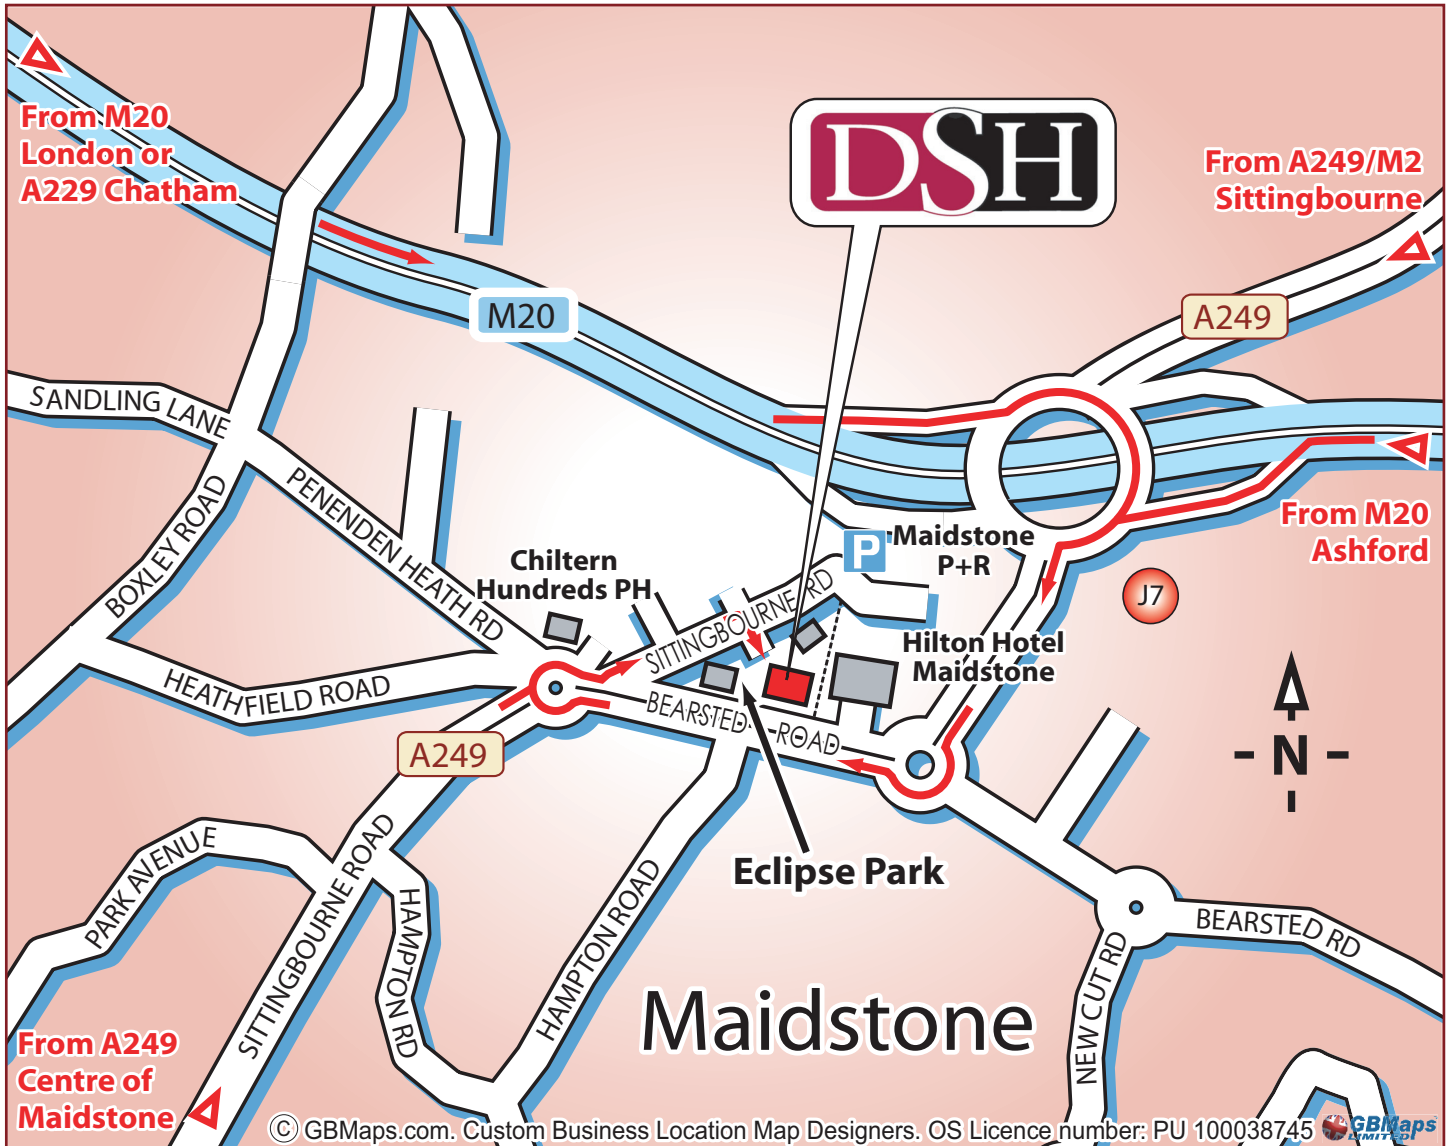 From M20
London or
A229 Chatham
DSH
From A249/M2
Sittingbourne
M20
A249
SANDLING LANE
PENENDEN HEATH RD
BOXLEY ROAD
From M20
Ashford
P
Maidstone
P+R
Chiltern
Hundreds PH
J7
SITTINGBOURNE RD
Hilton Hotel
Maidstone
HEATHFIELD ROAD
BEARSTED ROAD
A249
N
Eclipse Park
PARK AVENUE
SITTINGBOURNE ROAD
HAMPTON RD
HAMPTON ROAD
BEARSTED RD
NEW CUT RD
Maidstone
From A249
Centre of
Maidstone
© GBMaps.com. Custom Business Location Map Designers. OS Licence number: PU 100038745
GBMaps
LIMITED